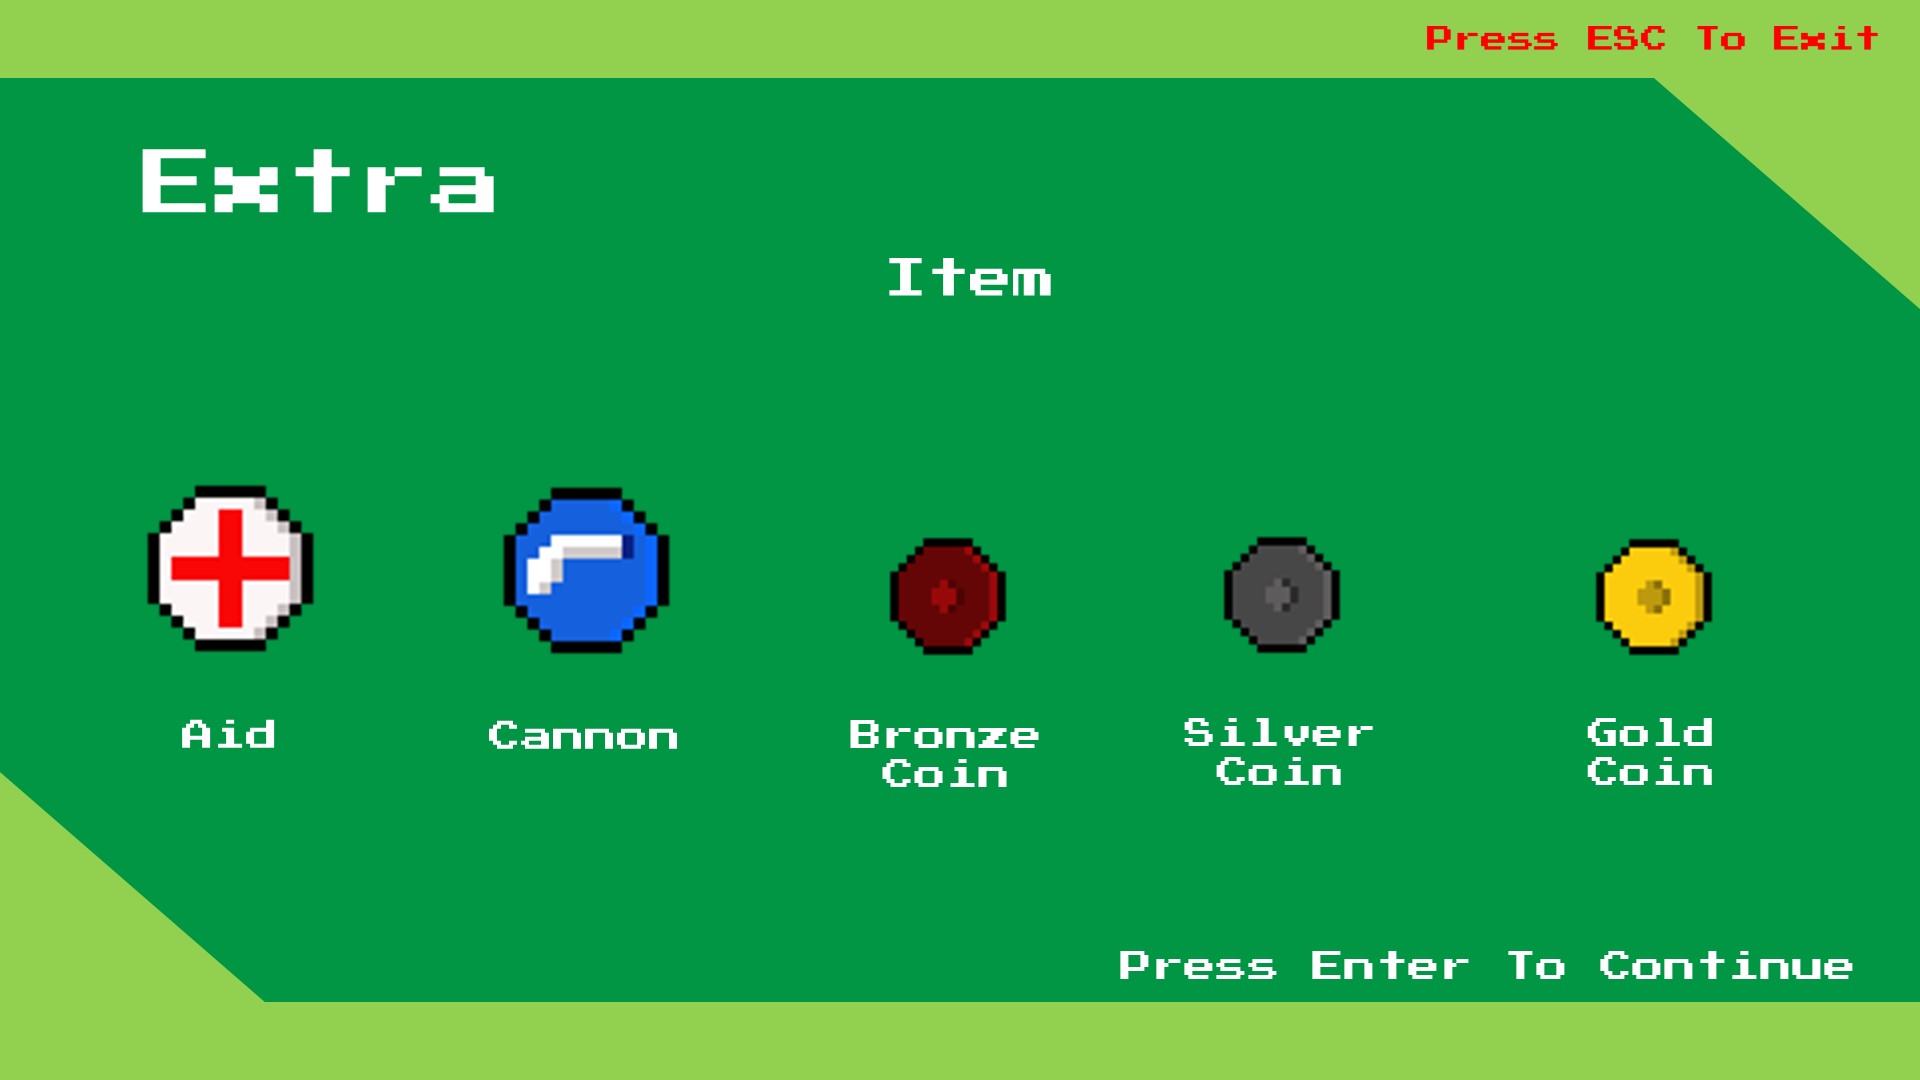 Press ESC To Exit
Extra
Item
Aid
Cannon
Bronze
Coin
Silver
Coin
Gold
Coin
Press Enter To Continue